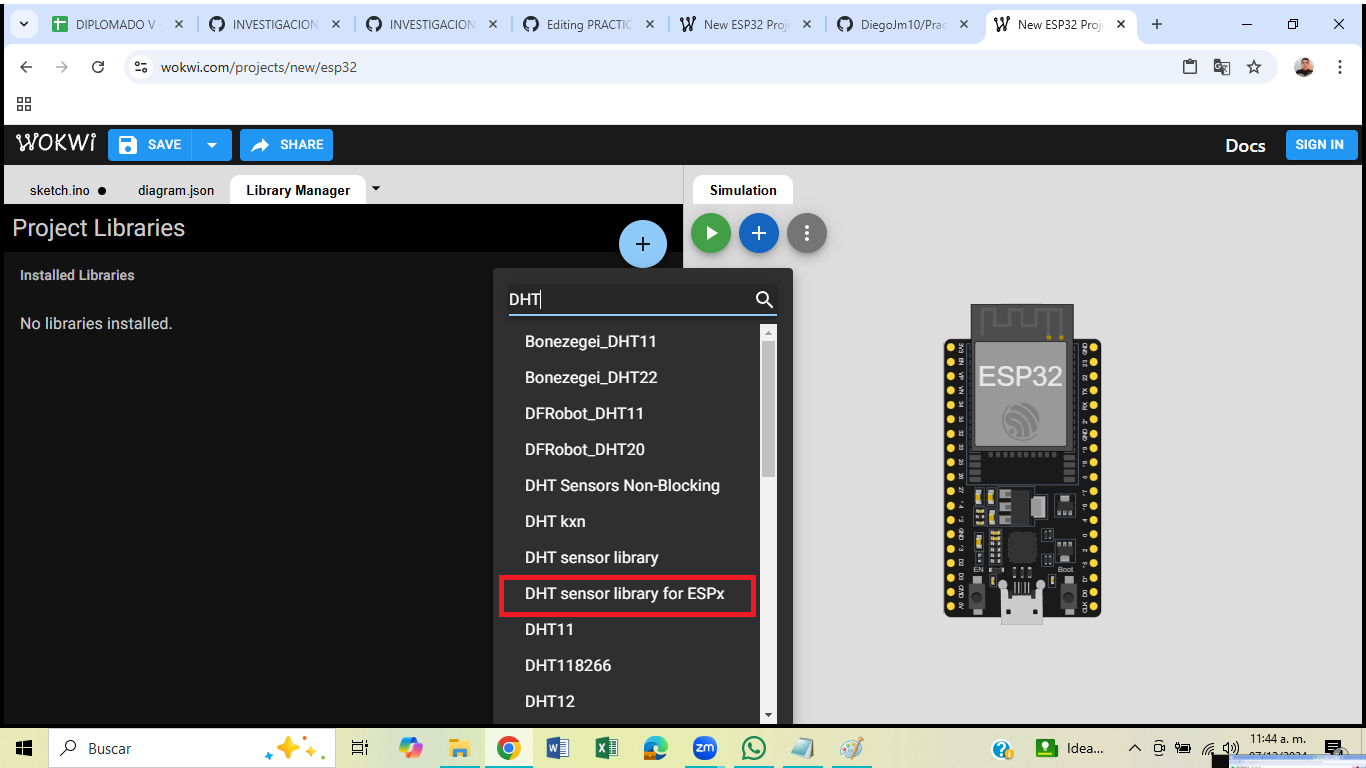 DIPLOMADO V -
INVESTIGACION
INVESTIGACION
Editing PRACTIC
New ESP32 Proj
DiegoJm10/Prac
New ESP32 Proj
wokwi.com/projects/new/esp32
WOKWi
SAVE
SHARE
Docs
SIGN IN
sketch.ino
diagram.json
Library Manager
Simulation
Project Libraries
Installed Libraries
No libraries installed.
DHT
Bonezegei_DHT11
Bonezegei_DHT22
DFRobot_DHT11
DFRobot_DHT20
DHT Sensors Non-Blocking
DHT kxn
DHT sensor library
DHT sensor library for ESPx
DHT11
DHT118266
DHT12
ESP32
EN
Boot
Buscar
zm
Idea...
11:44 a. m.